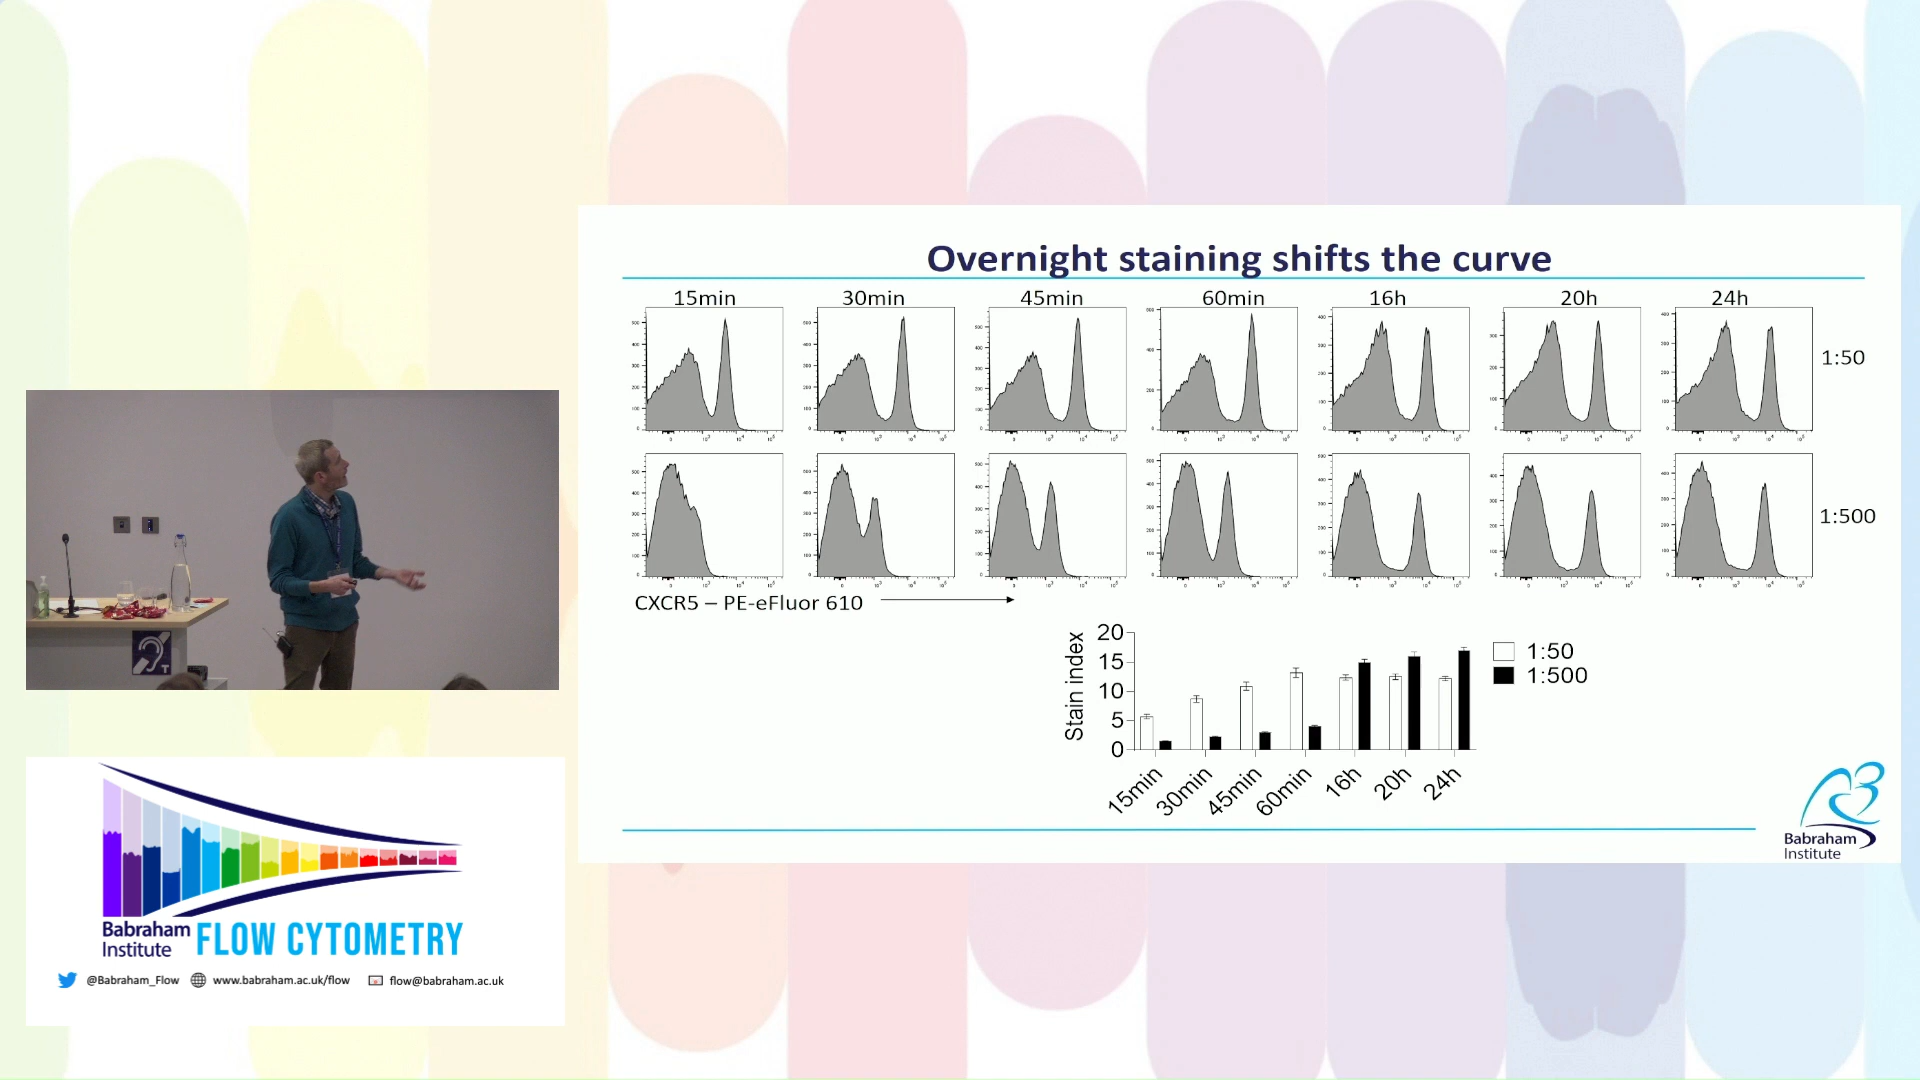 Overnight staining shifts the curve
15min 30min 45min 60min 16h 20h 24h
1:50
1:500
CXCR5 – PE-eFluor 610
Stain index
20
15
10
5
0
15min 30min 45min 60min 16h 20h 24h
1:50
1:500
Babraham
Institute
T
Babraham
Institute
FLOW CYTOMETRY
@Babraham_Flow www.babraham.ac.uk/flow flow@babraham.ac.uk